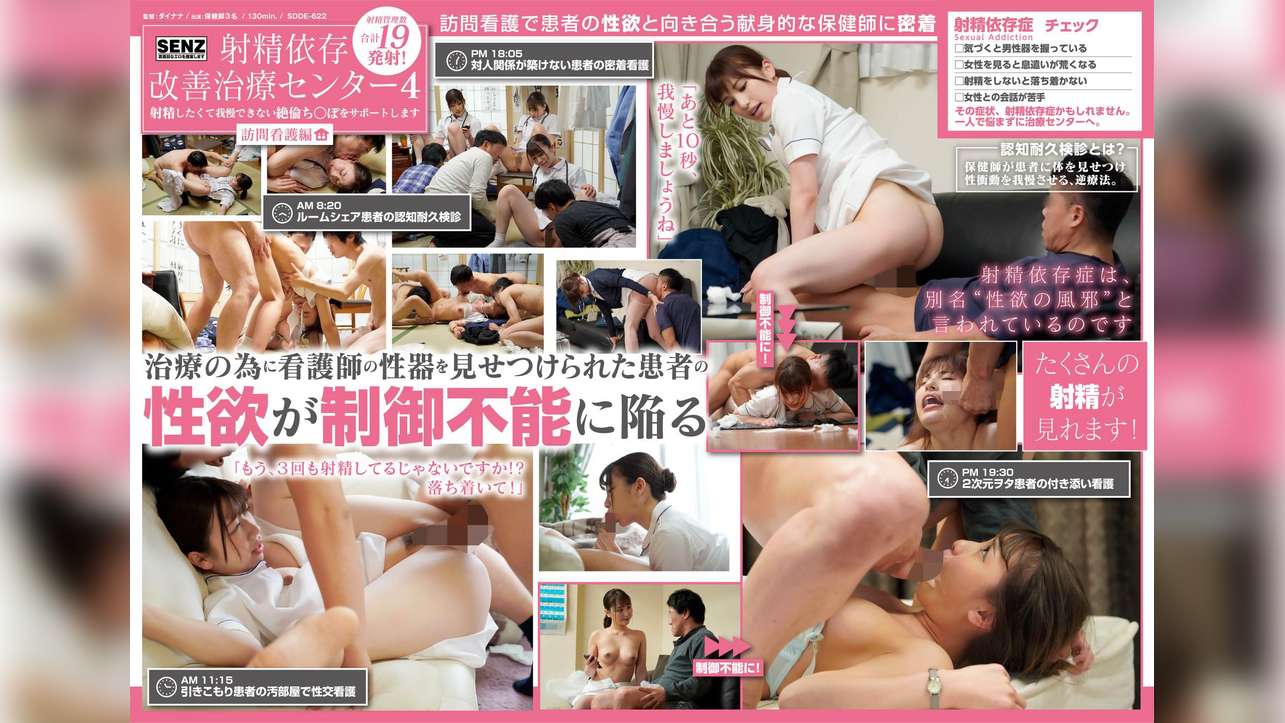 監督:ダイナナ / 出演:保健師3名 / 130min. / SDDE-622
SENZ
射精依存
改善治療センター4
射精したくて我慢できない絶倫ち〇ぽをサポートします
訪問看護編
射精管理数
合計19
発射!
訪問看護で患者の性欲と向き合う献身的な保健師に密着
PM 18:05
対人関係が築けない患者の密着看護
「あと10秒、
我慢しましょうね」
射精依存症 チェック
Sexual Addiction
□気づくと男性器を握っている
□女性を見ると息遣いが荒くなる
□射精をしないと落ち着かない
□女性との会話が苦手
その症状、射精依存症かもしれません。
一人で悩まずに治療センターへ。
認知耐久検診とは?
保健師が患者に体を見せつけ
性衝動を我慢させる、逆療法。
AM 8:20
ルームシェア患者の認知耐久検診
射精依存症は、
別名“性欲の風邪”と
言われているのです
制御不能に!
治療の為に看護師の性器を見せつけられた患者の
性欲が制御不能に陥る
たくさんの
射精が
見れます!
「もう、3回も射精してるじゃないですか!?
落ち着いて!」
PM 19:30
2次元ヲタ患者の付き添い看護
制御不能に!
AM 11:15
引きこもり患者の汚部屋で性交看護